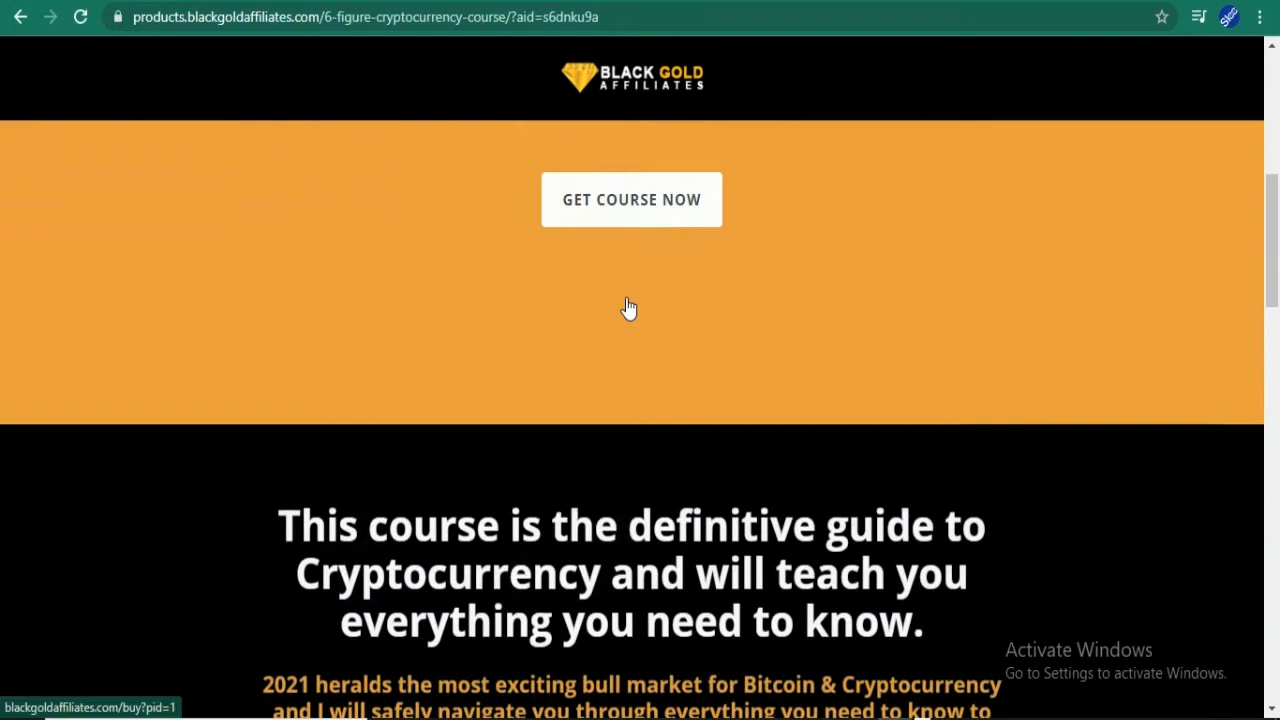 products.blackgoldaffiliates.com/6-figure-cryptocurrency-course/?aid=s6dnku9a
BLACK GOLD
AFFILIATES
GET COURSE NOW
This course is the definitive guide to
Cryptocurrency and will teach you
everything you need to know.
2021 heralds the most exciting bull market for Bitcoin & Cryptocurrency
and I will safely navigate you through everything you need to know to
Activate Windows
Go to Settings to activate Windows.
blackgoldaffiliates.com/buy?pid=1